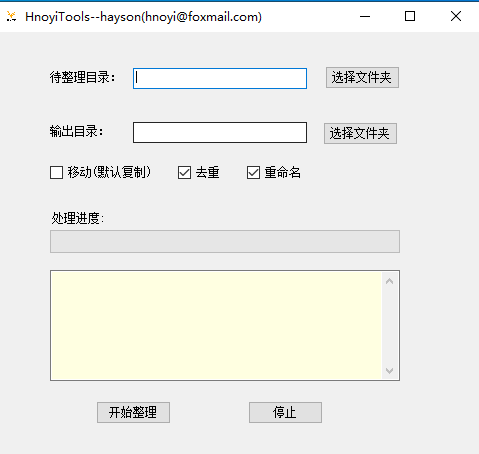 HnoyiTools--hayson(hnoyi@foxmail.com)
待整理目录： 选择文件夹
输出目录： 选择文件夹
移动(默认复制) 去重 重命名
处理进度:
开始整理 停止